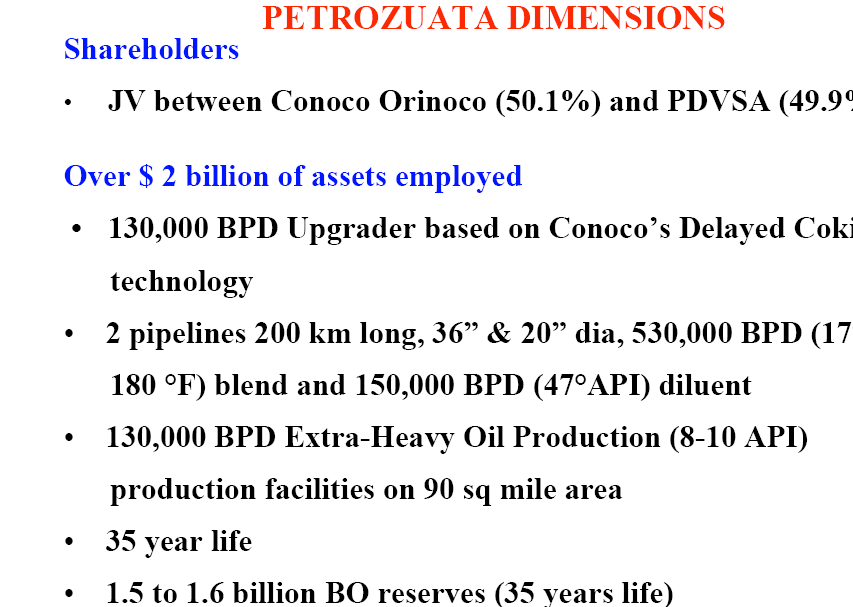 PETROZUATA DIMENSIONS
Shareholders
• JV between Conoco Orinoco (50.1%) and PDVSA (49.9%
Over $ 2 billion of assets employed
• 130,000 BPD Upgrader based on Conoco’s Delayed Coki
technology
• 2 pipelines 200 km long, 36” & 20” dia, 530,000 BPD (17
180 °F) blend and 150,000 BPD (47°API) diluent
• 130,000 BPD Extra-Heavy Oil Production (8-10 API)
production facilities on 90 sq mile area
• 35 year life
• 1.5 to 1.6 billion BO reserves (35 years life)